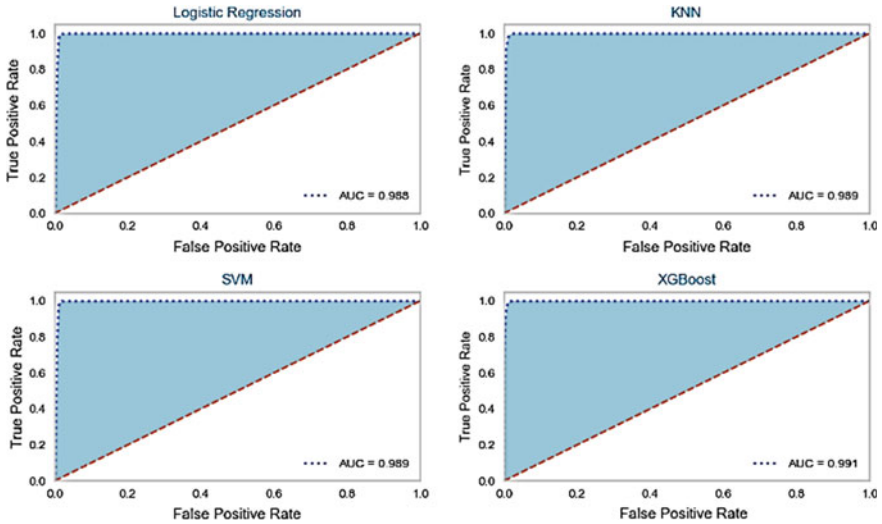 Logistic Regression
True Positive Rate
1.0
0.8
0.6
0.4
0.2
0.0
AUC = 0.988
0.0 0.2 0.4 0.6 0.8 1.0
False Positive Rate
KNN
True Positive Rate
1.0
0.8
0.6
0.4
0.2
0.0
AUC = 0.989
0.0 0.2 0.4 0.6 0.8 1.0
False Positive Rate
SVM
True Positive Rate
1.0
0.8
0.6
0.4
0.2
0.0
AUC = 0.989
0.0 0.2 0.4 0.6 0.8 1.0
False Positive Rate
XGBoost
True Positive Rate
1.0
0.8
0.6
0.4
0.2
0.0
AUC = 0.991
0.0 0.2 0.4 0.6 0.8 1.0
False Positive Rate